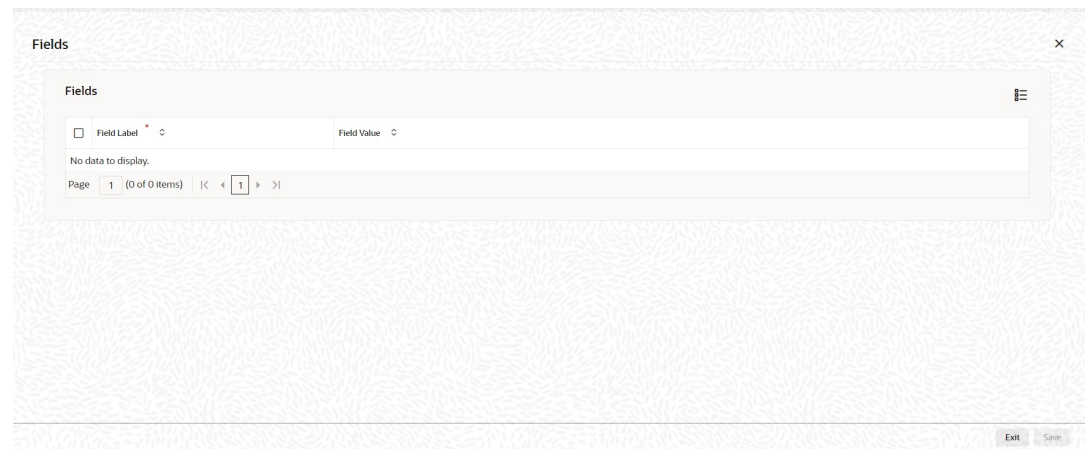 Fields
Fields
Field Label * Field Value
No data to display.
Page 1 (0 of 0 items) 1
Exit Save